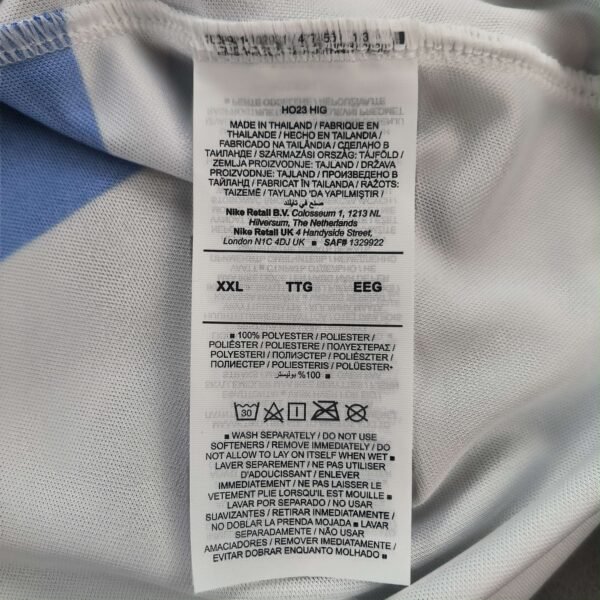 HO23 HIG
MADE IN THAILAND / FABRIQUE EN
THAILANDE / HECHO EN TAILANDIA /
FABRICADO NA TAILÂNDIA / СДЕЛАНО В
ТАИЛАНДЕ / SZÁRMAZÁSI ORSZÁG: TÁJFÖLD /
ZEMLJA PROIZVODNJE: TAJLAND / DRŽAVA
PROIZVODNJE: TAJLAND / ПРОИЗВЕДЕНО В
ТАЙЛАНД / FABRICAT ÎN TAILANDA / RAŽOTS:
TAIZEMĒ / TAYLAND 'DA YAPILMIŞTIR /
صنع في تايلند
Nike Retail B.V. Colosseum 1, 1213 NL
Hilversum, The Netherlands
Nike Retail UK 4 Handyside Street,
London N1C 4DJ UK ■ SAF# 1329922
XXL TTG EEG
■ 100% POLYESTER / POLIESTER /
POLIÉSTER / POLIESTERE / ΠΟΛΥΕΣΤΕΡΑΣ /
POLYESTERI / ПОЛИЭСТЕР / POLIÉSZTER /
ПОЛИЕСТЕР / POLIESTERIS / POLÜESTER•
■ 100% بوليستر
30
■ WASH SEPARATELY / DO NOT USE
SOFTENERS / REMOVE IMMEDIATELY / DO
NOT ALLOW TO LAY ON ITSELF WHEN WET ■
LAVER SEPAREMENT / NE PAS UTILISER
D'ADOUCISSANT / ENLEVER
IMMEDIATEMENT / NE PAS LAISSER LE
VETEMENT PLIE LORSQU'IL EST MOUILLE ■
LAVAR POR SEPARADO / NO USAR
SUAVIZANTES / RETIRAR INMEDIATAMENTE /
NO DOBLAR LA PRENDA MOJADA ■ LAVAR
SEPARADAMENTE / NÃO USAR
AMACIADORES / REMOVER IMEDIATAMENTE /
EVITAR DOBRAR ENQUANTO MOLHADO ■